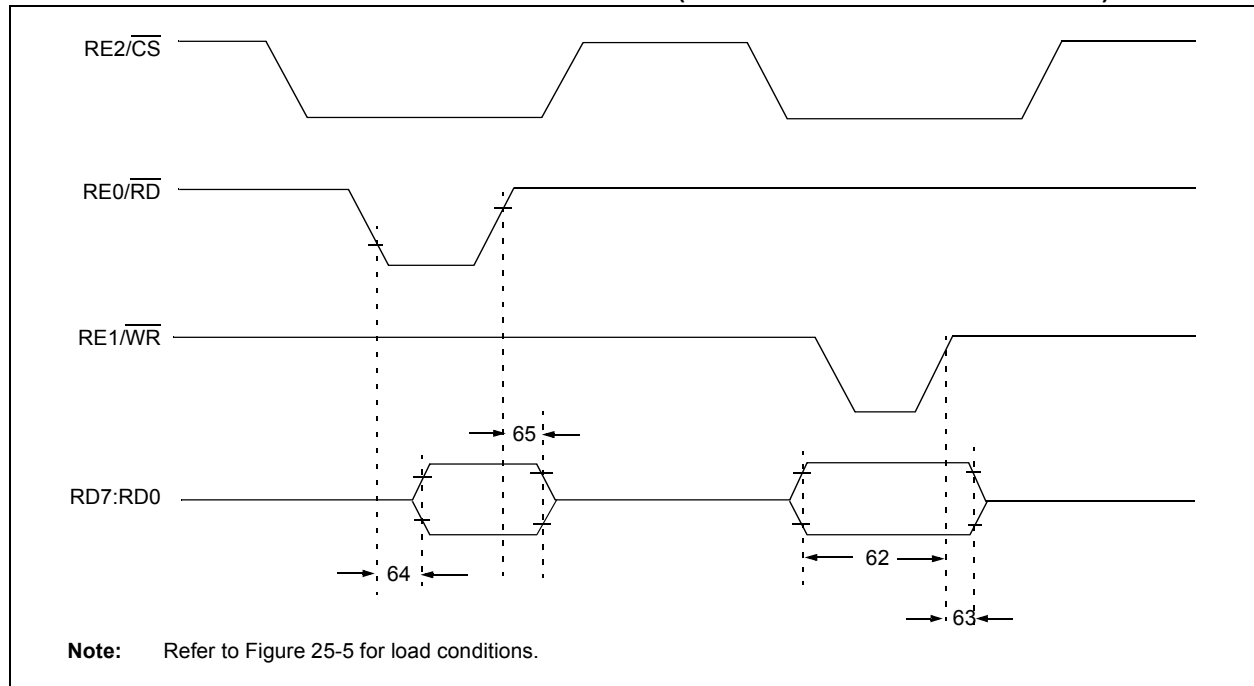 RE2/CS
RE0/RD
RE1/WR
65
RD7:RD0
62
64
63
Note: Refer to Figure 25-5 for load conditions.